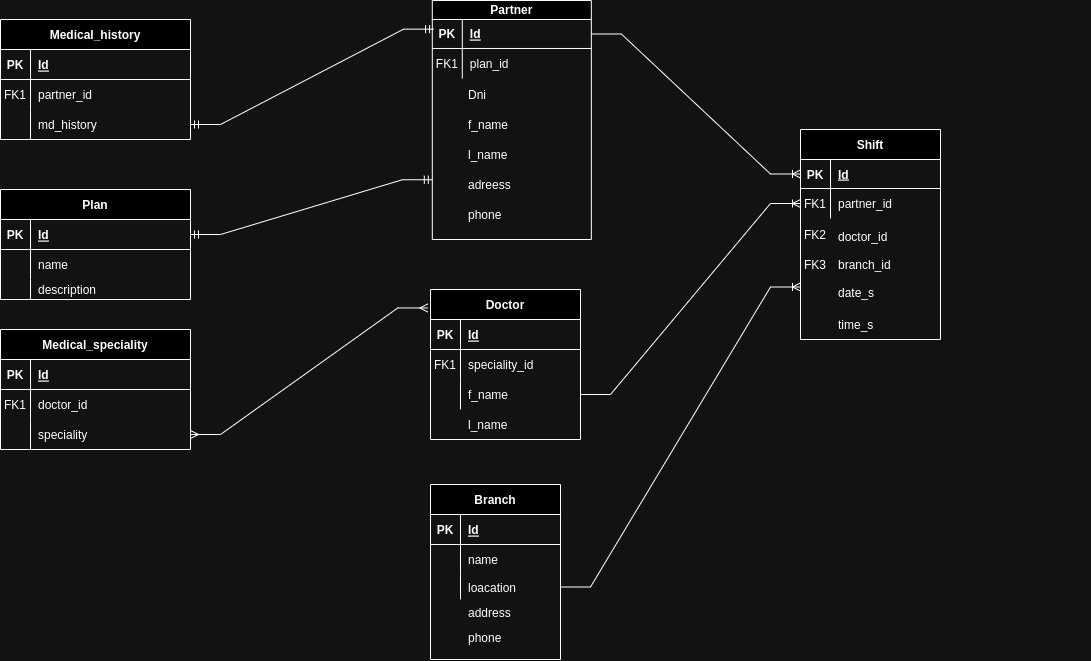 Medical_history
PK Id
FK1 partner_id
md_history
Plan
PK Id
name
description
Medical_speciality
PK Id
FK1 doctor_id
speciality
Partner
PK Id
FK1 plan_id
Dni
f_name
l_name
adreess
phone
Doctor
PK Id
FK1 speciality_id
f_name
l_name
Branch
PK Id
name
loacation
address
phone
Shift
PK Id
FK1 partner_id
FK2 doctor_id
FK3 branch_id
date_s
time_s